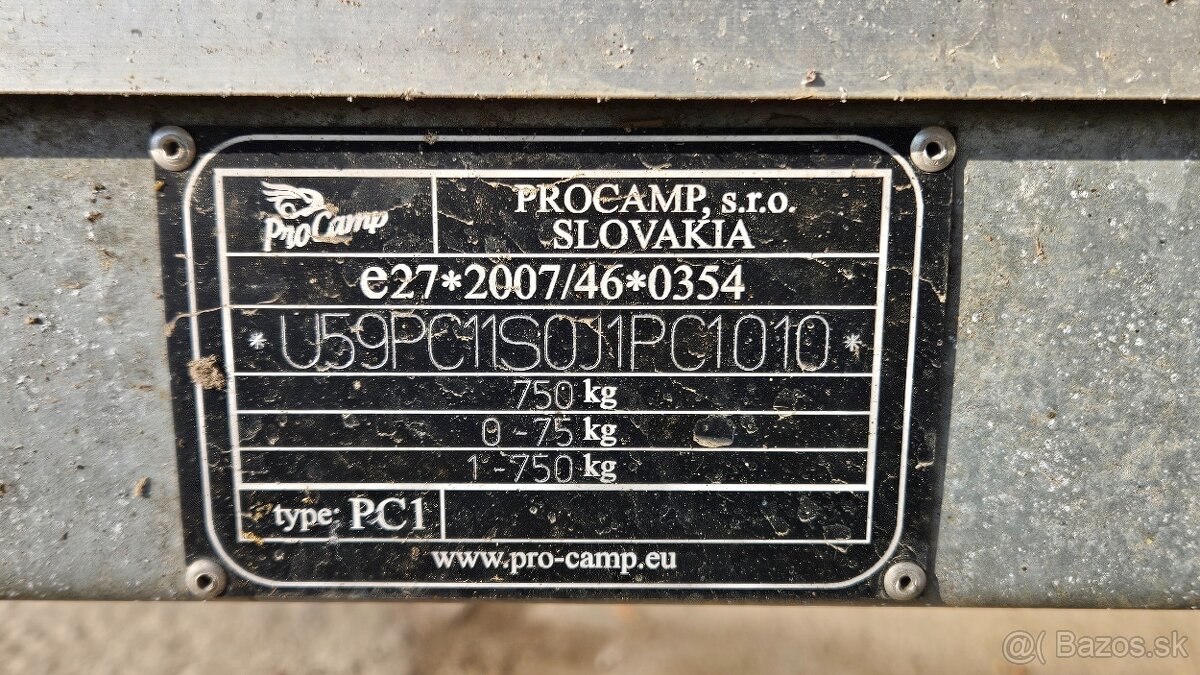 ProCamp
PROCAMP, s.r.o.
SLOVAKIA
e27*2007/46*0354
* U59PC11S0J1PC1010 *
750 kg
0 - 75 kg
1 - 750 kg
type: PC1
www.pro-camp.eu
@ Bazos.sk